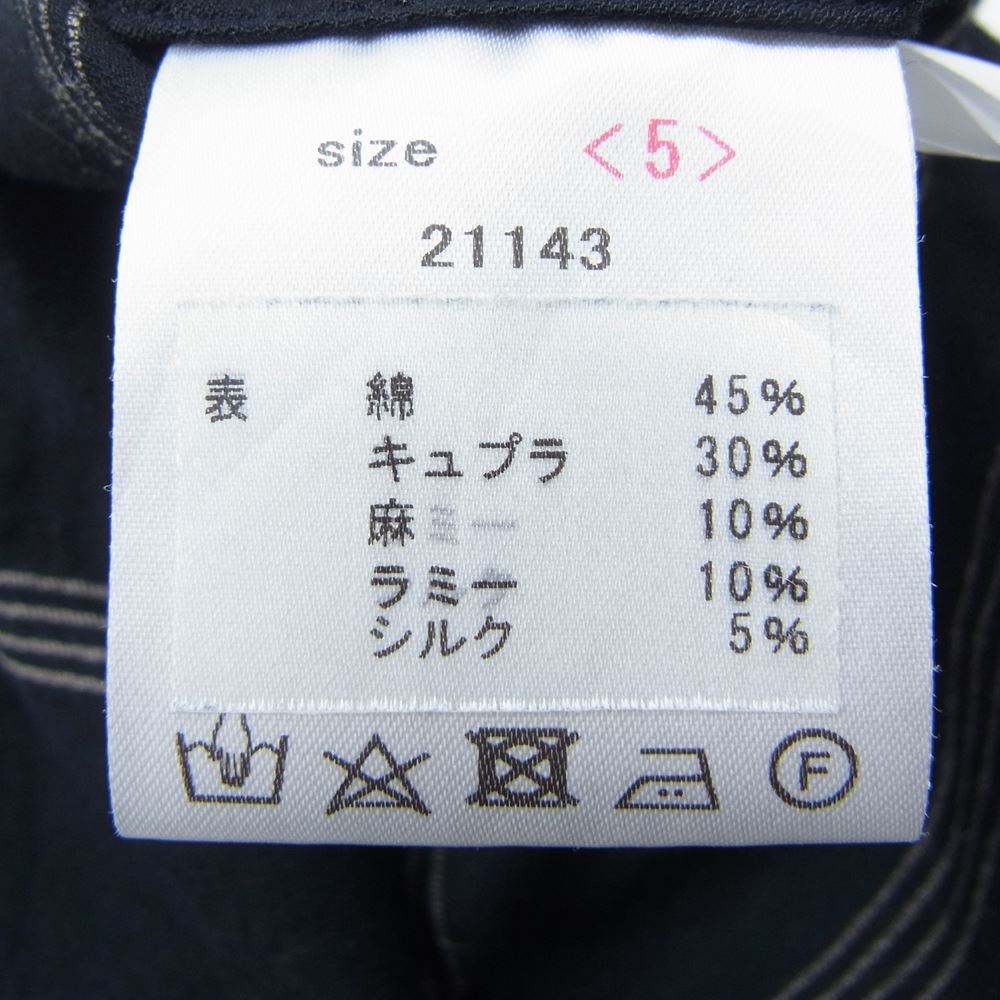 size <5>
21143
表 綿 45%
キュプラ 30%
麻 10%
ラミー 10%
シルク 5%
F